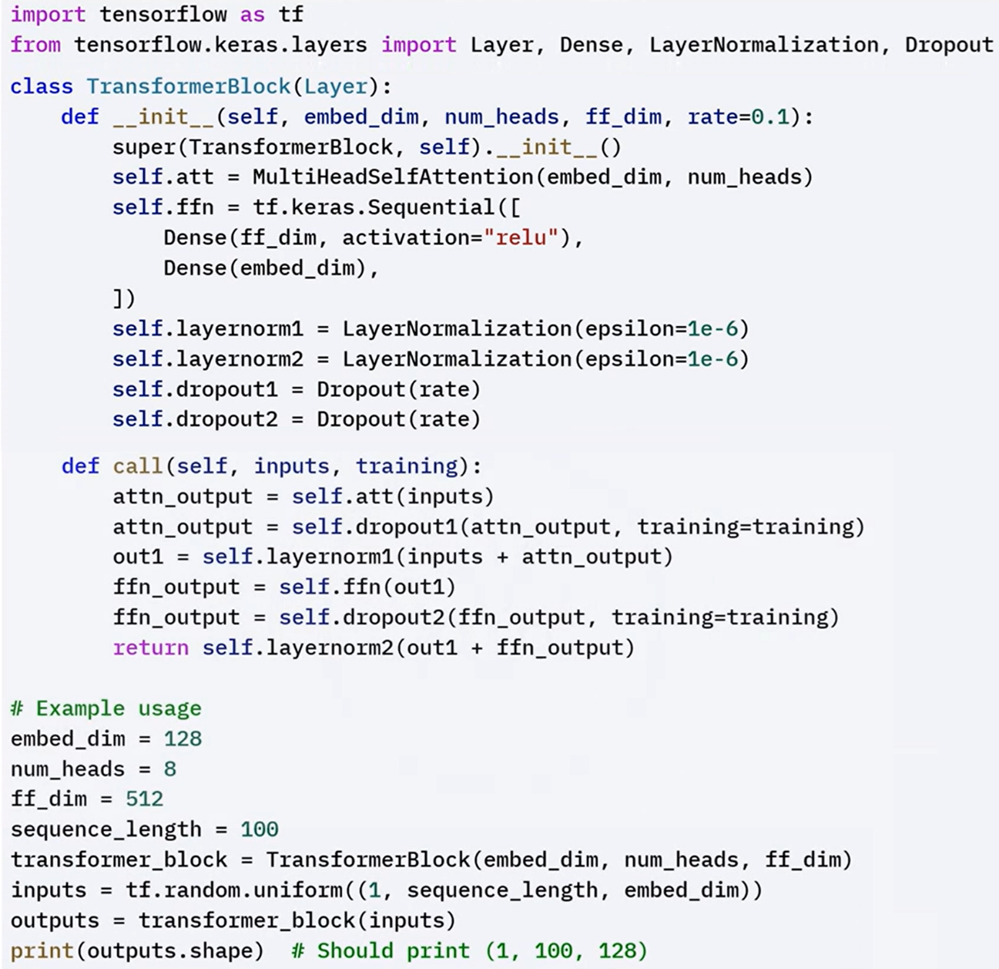 import tensorflow as tf
from tensorflow.keras.layers import Layer, Dense, LayerNormalization, Dropout
class TransformerBlock(Layer):
    def __init__(self, embed_dim, num_heads, ff_dim, rate=0.1):
        super(TransformerBlock, self).__init__()
        self.att = MultiHeadSelfAttention(embed_dim, num_heads)
        self.ffn = tf.keras.Sequential([
            Dense(ff_dim, activation="relu"),
            Dense(embed_dim),
        ])
        self.layernorm1 = LayerNormalization(epsilon=1e-6)
        self.layernorm2 = LayerNormalization(epsilon=1e-6)
        self.dropout1 = Dropout(rate)
        self.dropout2 = Dropout(rate)
    def call(self, inputs, training):
        attn_output = self.att(inputs)
        attn_output = self.dropout1(attn_output, training=training)
        out1 = self.layernorm1(inputs + attn_output)
        ffn_output = self.ffn(out1)
        ffn_output = self.dropout2(ffn_output, training=training)
        return self.layernorm2(out1 + ffn_output)
# Example usage
embed_dim = 128
num_heads = 8
ff_dim = 512
sequence_length = 100
transformer_block = TransformerBlock(embed_dim, num_heads, ff_dim)
inputs = tf.random.uniform((1, sequence_length, embed_dim))
outputs = transformer_block(inputs)
print(outputs.shape)  # Should print (1, 100, 128)